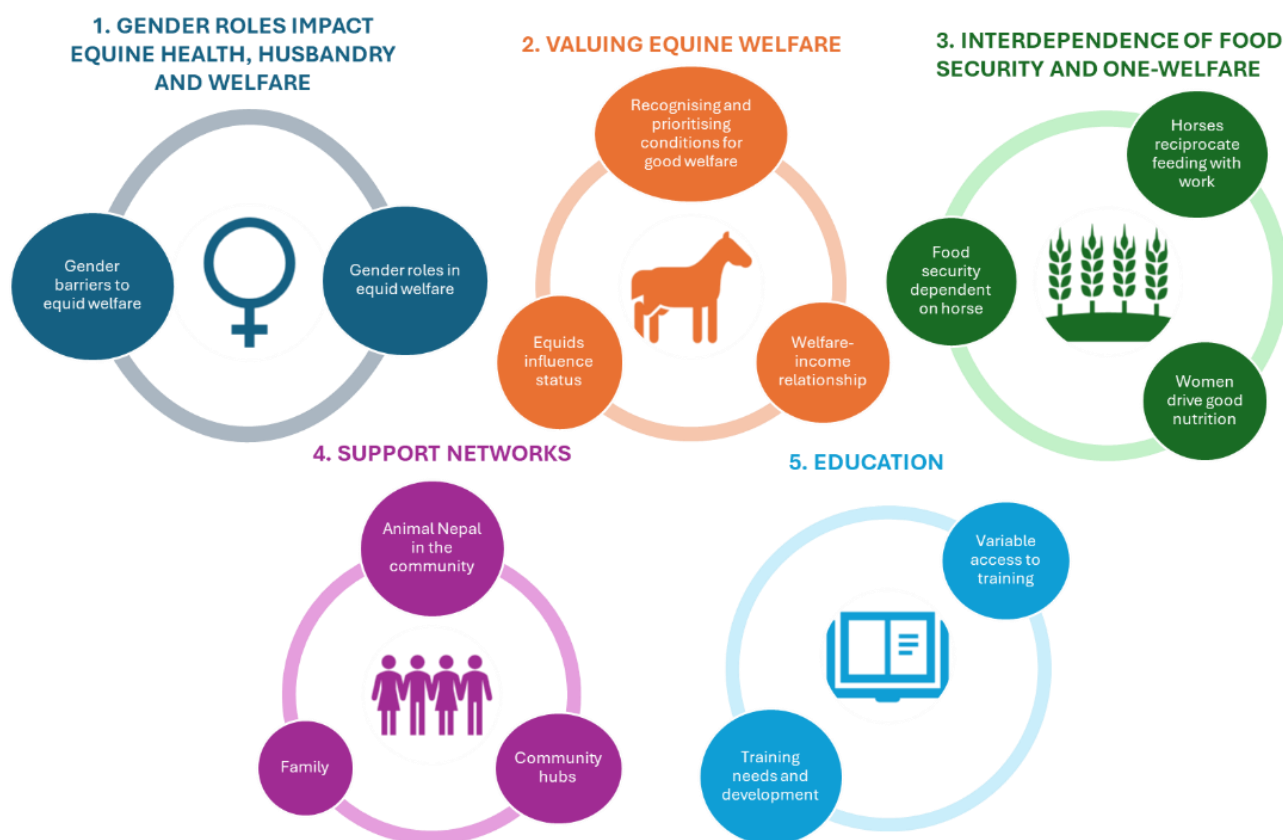 1. GENDER ROLES IMPACT
EQUINE HEALTH, HUSBANDRY
AND WELFARE
Gender
barriers to
equid welfare
Gender roles in
equid welfare
2. VALUING EQUINE WELFARE
Recognising and
prioritising
conditions for
good welfare
Equids
influence
status
Welfare-
income
relationship
3. INTERDEPENDENCE OF FOOD
SECURITY AND ONE-WELFARE
Horses
reciprocate
feeding with
work
Food
security
dependent
on horse
Women
drive good
nutrition
4. SUPPORT NETWORKS
Animal Nepal
in the
community
Family
Community
hubs
5. EDUCATION
Variable
access to
training
Training
needs and
development